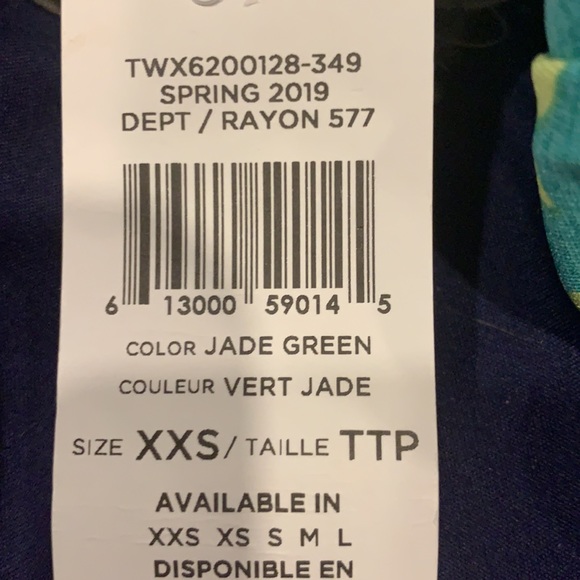 TWX6200128-349
SPRING 2019
DEPT / RAYON 577
6 13000 59014 5
COLOR JADE GREEN
COULEUR VERT JADE
SIZE XXS / TAILLE TTP
AVAILABLE IN
XXS XS S M L
DISPONIBLE EN